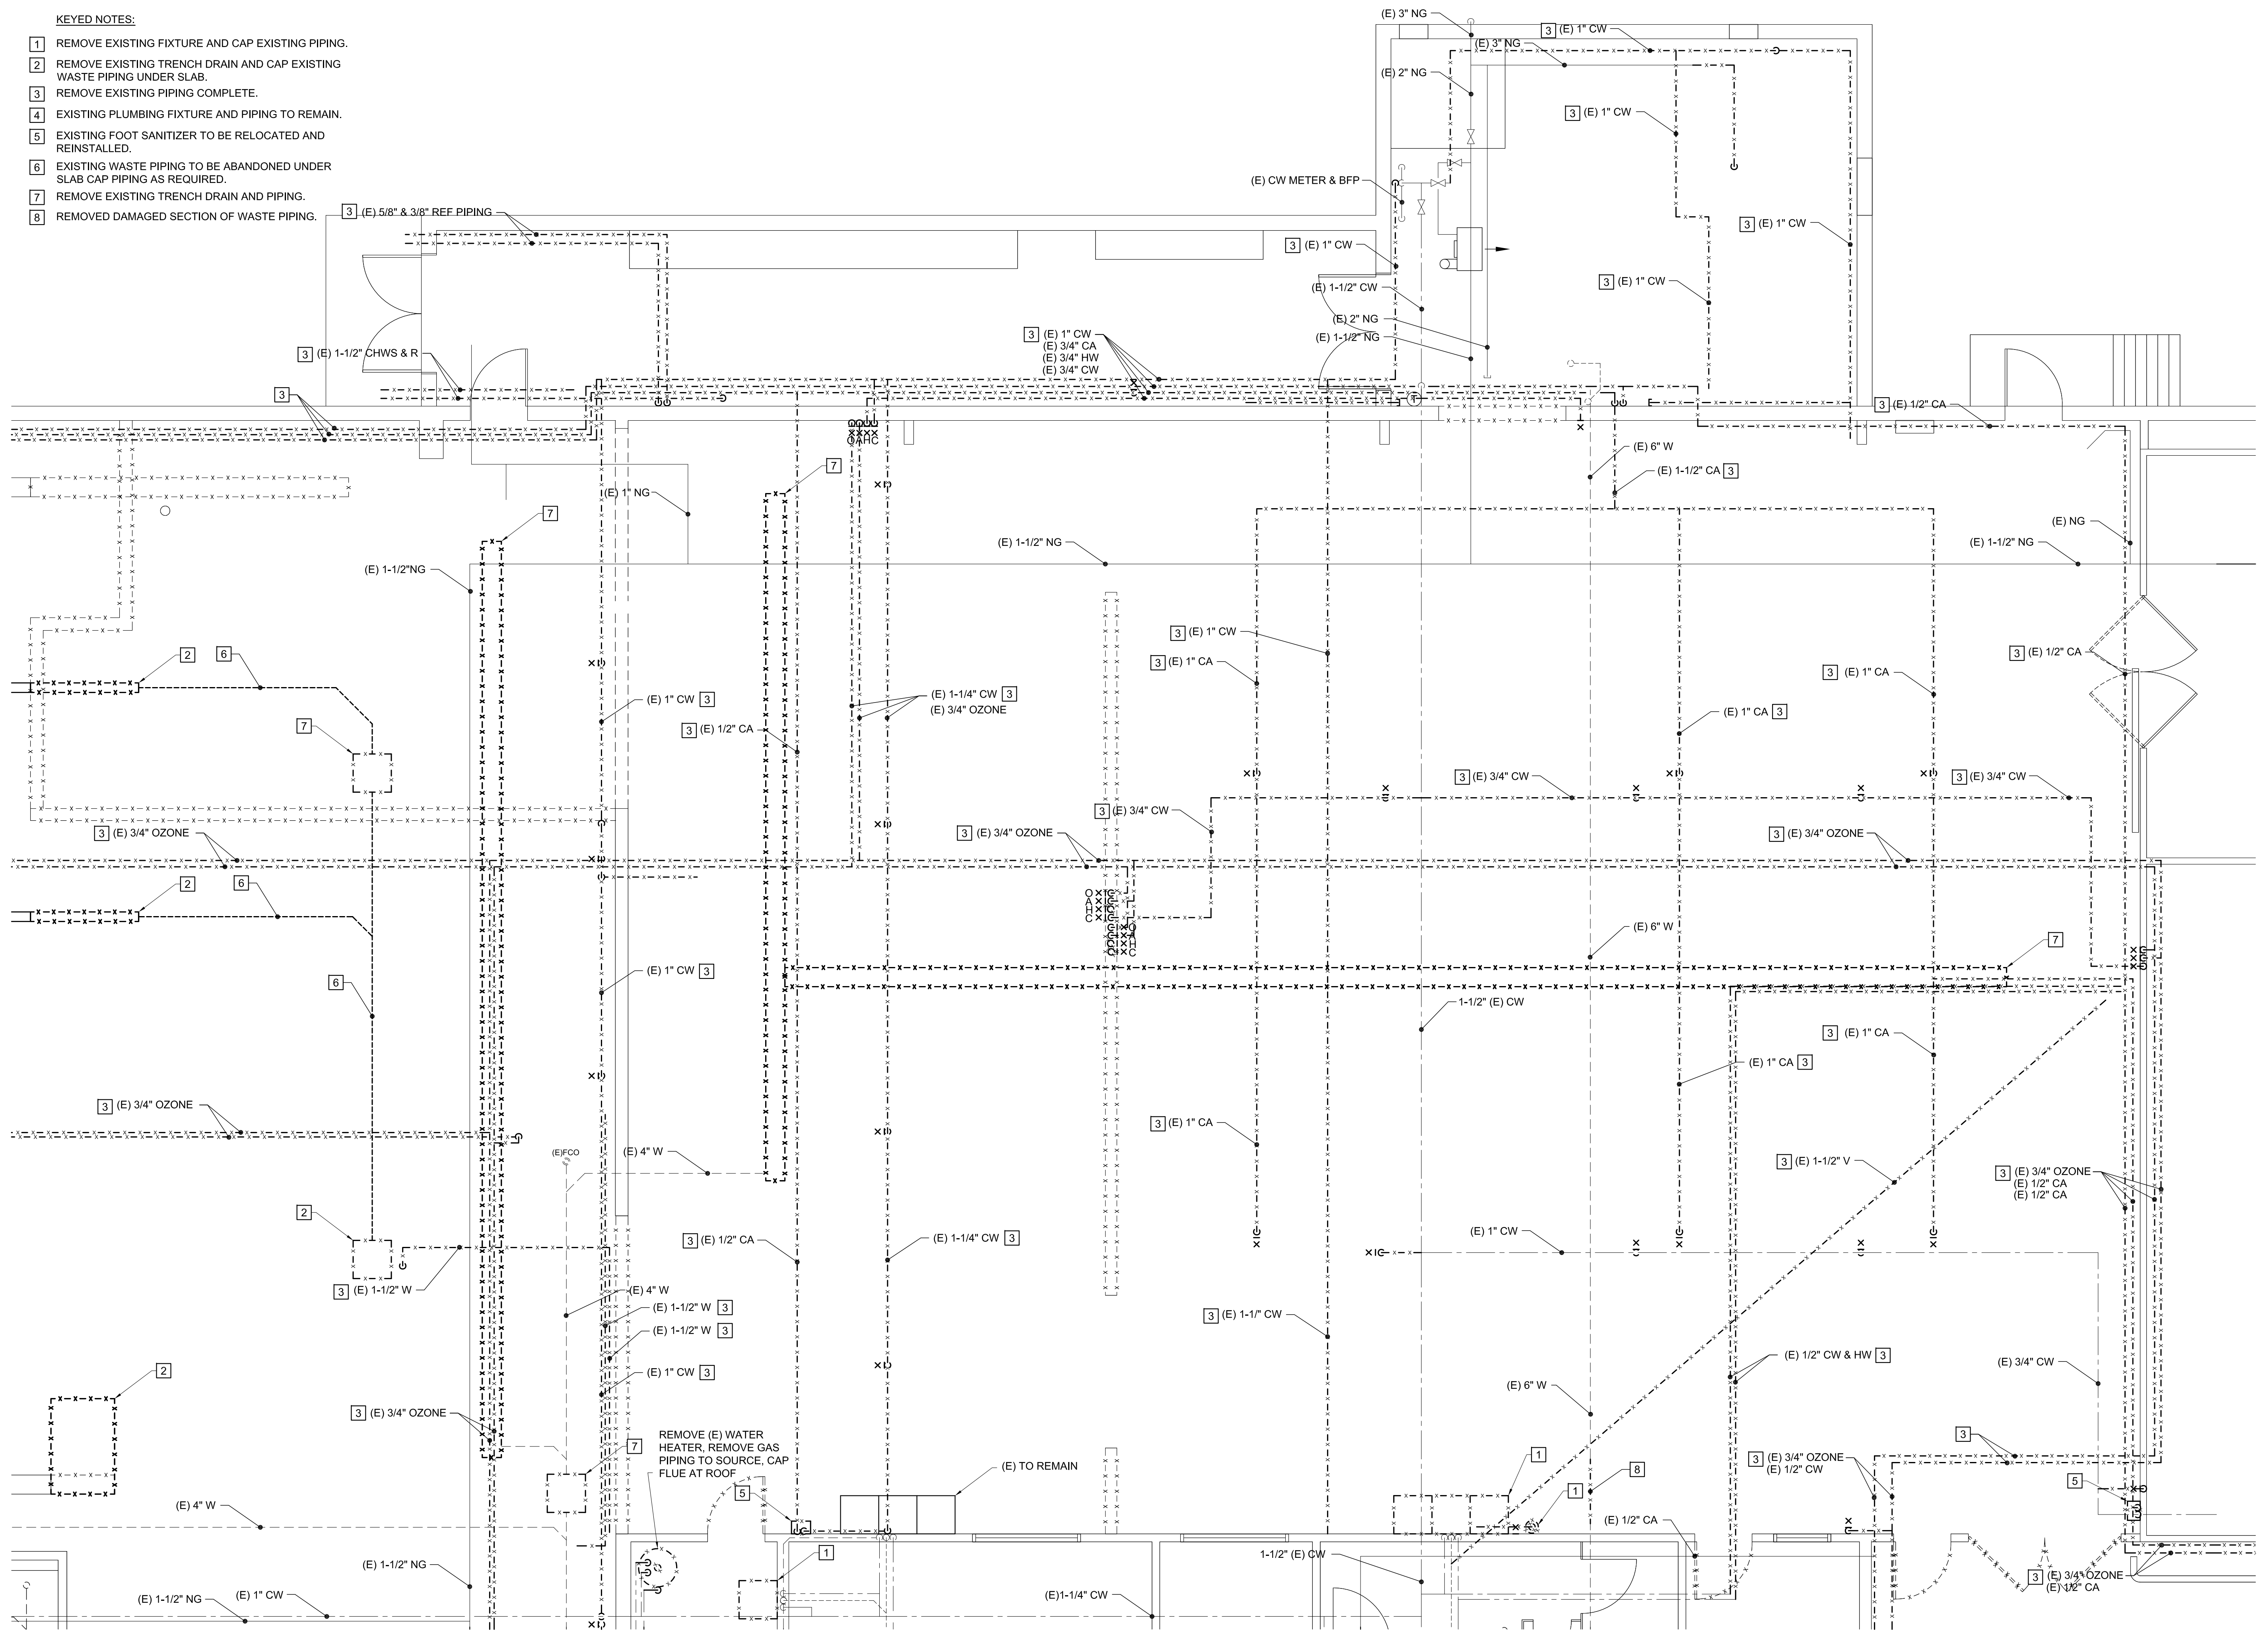 KEYED NOTES:
1 REMOVE EXISTING FIXTURE AND CAP EXISTING PIPING.
2 REMOVE EXISTING TRENCH DRAIN AND CAP EXISTING
WASTE PIPING UNDER SLAB.
3 REMOVE EXISTING PIPING COMPLETE.
4 EXISTING PLUMBING FIXTURE AND PIPING TO REMAIN.
5 EXISTING FOOT SANITIZER TO BE RELOCATED AND
REINSTALLED.
6 EXISTING WASTE PIPING TO BE ABANDONED UNDER
SLAB CAP PIPING AS REQUIRED.
7 REMOVE EXISTING TRENCH DRAIN AND PIPING.
8 REMOVED DAMAGED SECTION OF WASTE PIPING.
(E) 3" NG
3 (E) 1" CW
(E) 3" NG
(E) 2" NG
3 (E) 1" CW
(E) CW METER & BFP
3 (E) 5/8" & 3/8" REF PIPING
3 (E) 1" CW
3 (E) 1" CW
3 (E) 1" CW
(E) 1-1/2" CW
(E) 2" NG
(E) 1-1/2" NG
3 (E) 1" CW
(E) 3/4" CA
(E) 3/4" HW
(E) 3/4" CW
3 (E) 1-1/2" CHWS & R
3
T
3 (E) 1/2" CA
OAHC
(E) 6" W
7
(E) 1-1/2" CA 3
(E) 1" NG
7
(E) NG
(E) 1-1/2" NG
(E) 1-1/2" NG
(E) 1-1/2"NG
3 (E) 1" CW
2
6
3 (E) 1" CA
3 (E) 1/2" CA
3 (E) 1" CA
(E) 1" CW 3
(E) 1-1/4" CW 3
(E) 3/4" OZONE
(E) 1" CA 3
7
3 (E) 1/2" CA
3 (E) 3/4" CW
3 (E) 3/4" CW
3 (E) 3/4" CW
3 (E) 3/4" OZONE
3 (E) 3/4" OZONE
3 (E) 3/4" OZONE
2
6
O
A
H
C
O
A
H
C
(E) 6" W
7
(E) 1" CW 3
6
1-1/2" (E) CW
3 (E) 1" CA
(E) 1" CA 3
3 (E) 3/4" OZONE
3 (E) 1" CA
(E)FCO
(E) 4" W
3 (E) 1-1/2" V
3 (E) 3/4" OZONE
(E) 1/2" CA
(E) 1/2" CA
2
3 (E) 1/2" CA
(E) 1-1/4" CW 3
(E) 1" CW
3 (E) 1-1/2" W
(E) 4" W
(E) 1-1/2" W 3
3 (E) 1-1/" CW
(E) 1-1/2" W 3
(E) 1/2" CW & HW 3
(E) 3/4" CW
2
(E) 1" CW 3
(E) 6" W
3 (E) 3/4" OZONE
REMOVE (E) WATER
HEATER, REMOVE GAS
PIPING TO SOURCE, CAP
FLUE AT ROOF
7
3
1
3 (E) 3/4" OZONE
(E) 1/2" CW
(E) TO REMAIN
8
5
5
1
(E) 4" W
(E) 1/2" CA
1
1-1/2" (E) CW
(E) 1-1/2" NG
3 (E) 3/4" OZONE
(E) 1/2" CA
(E) 1-1/2" NG
(E) 1" CW
(E)1-1/4" CW